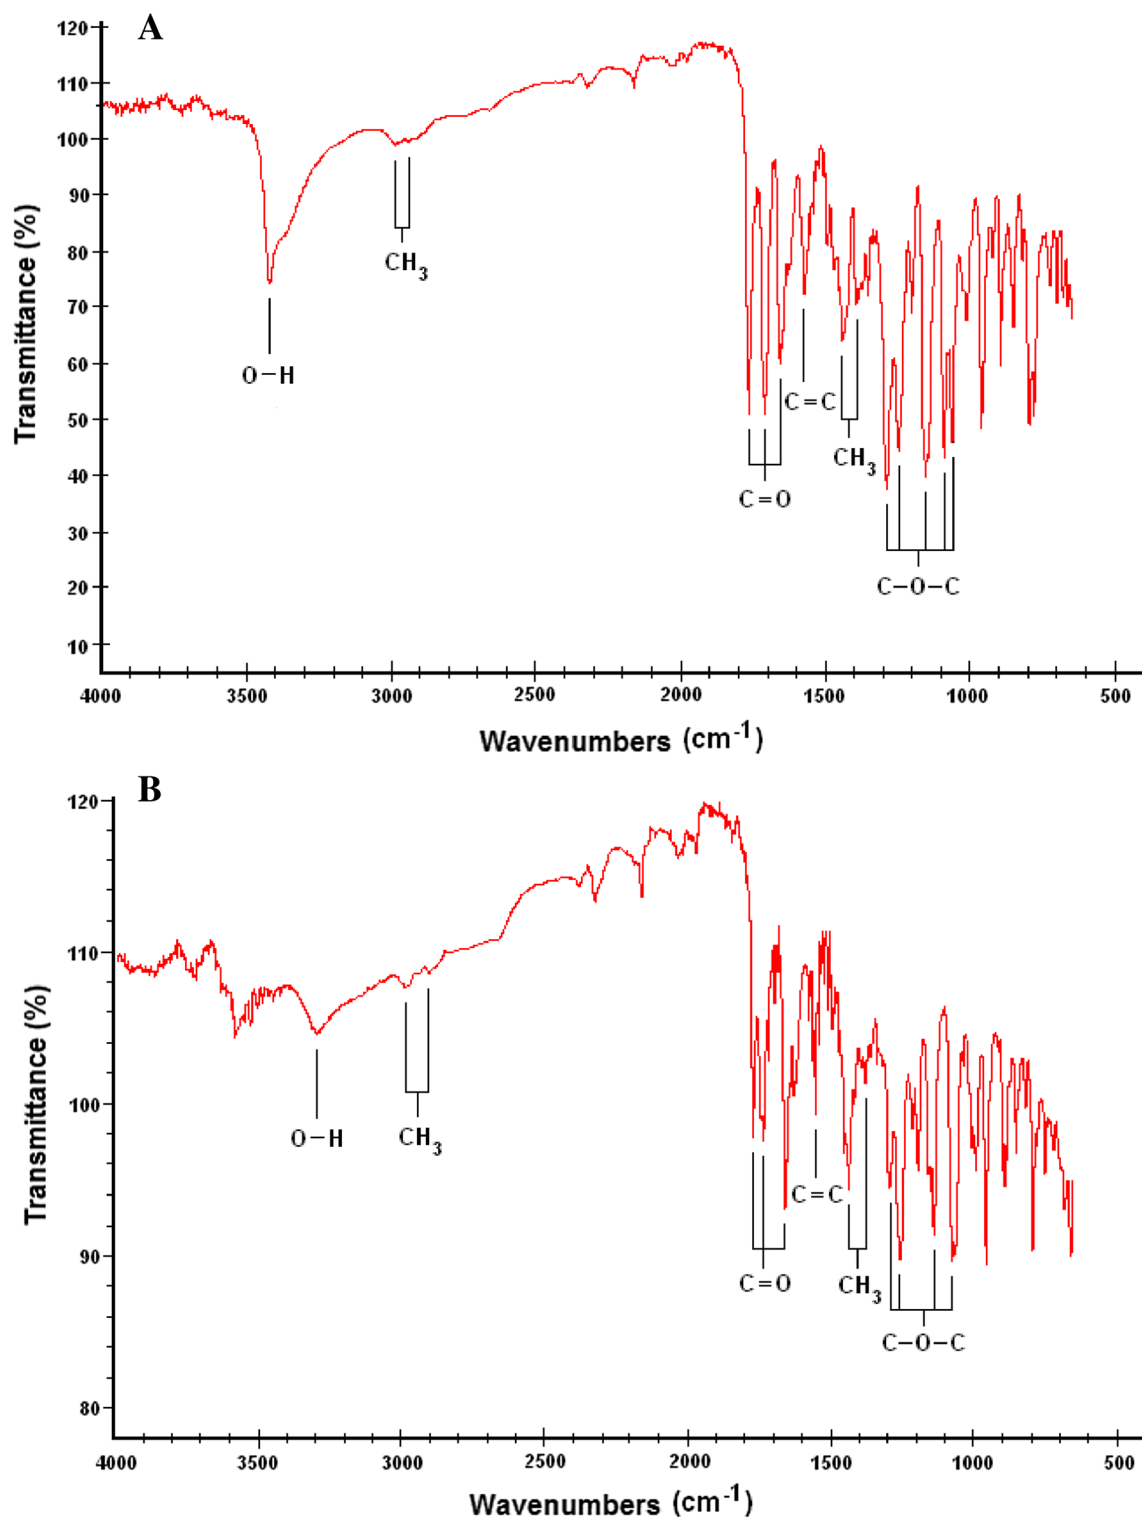 A
120
110
100
90
80
70
60
50
40
30
20
10
Transmittance (%)
O–H
CH3
C=O
C=C
CH3
C–O–C
4000 3500 3000 2500 2000 1500 1000 500
Wavenumbers (cm-1)
B
120
110
100
90
80
Transmittance (%)
O–H
CH3
C=O
C=C
CH3
C–O–C
4000 3500 3000 2500 2000 1500 1000 500
Wavenumbers (cm-1)